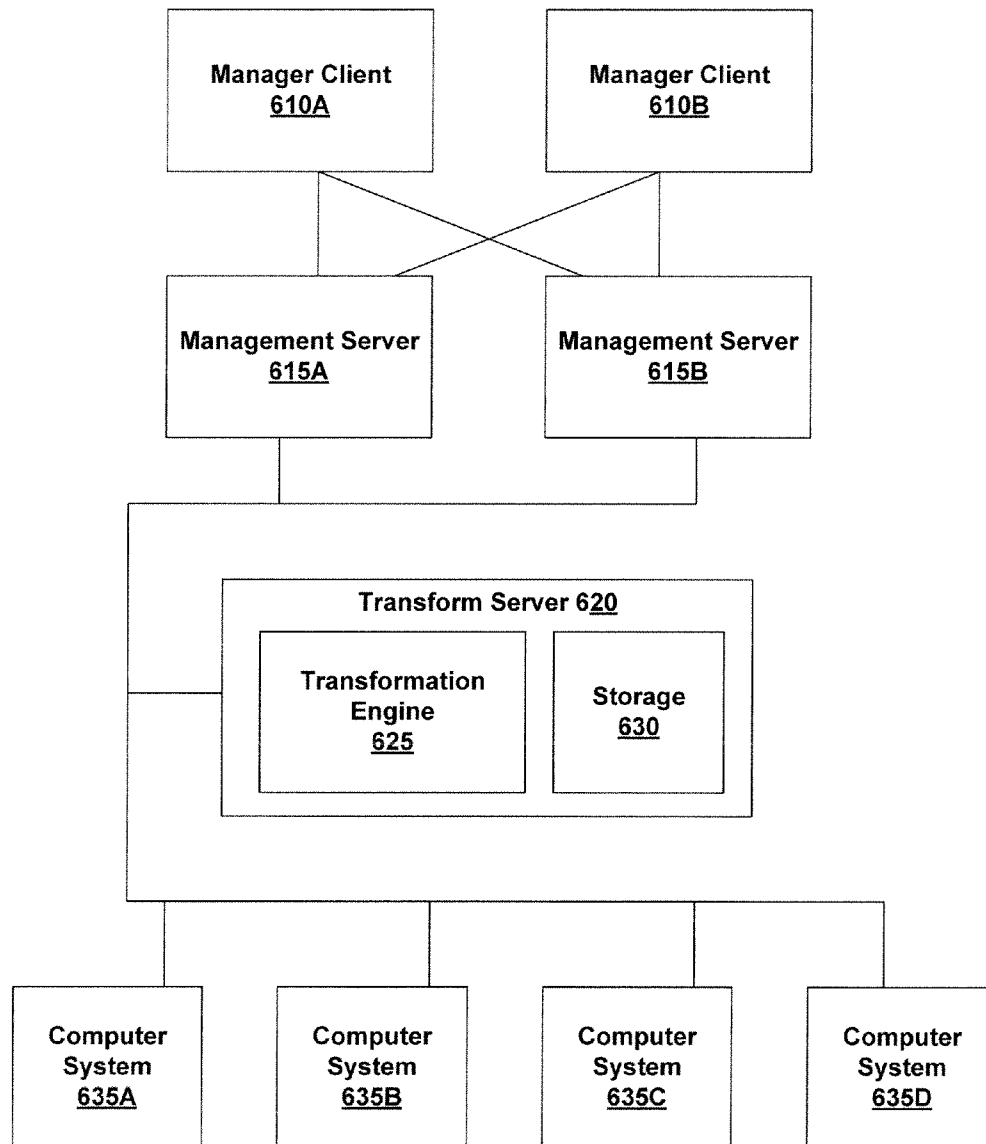 Manager Client
610A
Manager Client
610B
Management Server
615A
Management Server
615B
Transform Server 620
Transformation
Engine
625
Storage
630
Computer
System
635A
Computer
System
635B
Computer
System
635C
Computer
System
635D